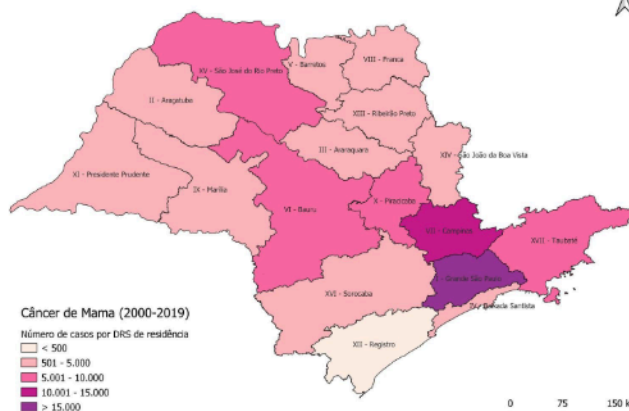 XV - São José do Rio Preto
V - Barretos
VIII - Franca
II - Araçatuba
XIII - Ribeirão Preto
III - Araraquara
XIV - São João da Boa Vista
XI - Presidente Prudente
IX - Marília
X - Piracicaba
VI - Bauru
VII - Campinas
XVII - Taubaté
I - Grande São Paulo
XVI - Sorocaba
IV - Baixada Santista
XII - Registro
Câncer de Mama (2000-2019)
Número de casos por DRS de residência
< 500
501 - 5.000
5.001 - 10.000
10.001 - 15.000
> 15.000
0 75 150 k